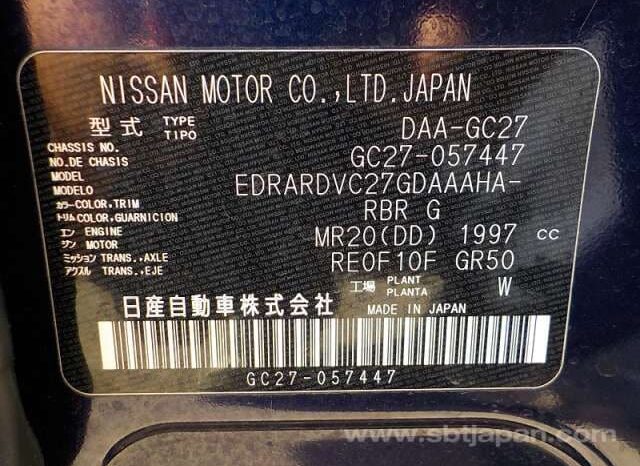 NISSAN MOTOR CO.,LTD.JAPAN
型式 TYPE TIPO DAA-GC27
CHASSIS NO. NO.DE CHASIS GC27-057447
MODEL MODELO EDRARDVC27GDAAAHA-
カラー COLOR,TRIM トリム COLOR,GUARNICION RBR G
エンジン ENGINE MOTOR MR20(DD) 1997 cc
ミッション TRANS.,AXLE アクスル TRANS.,EJE RE0F10F GR50
工場 PLANT PLANTA W
日産自動車株式会社 MADE IN JAPAN
GC27-057447
www.sbtjapan.com